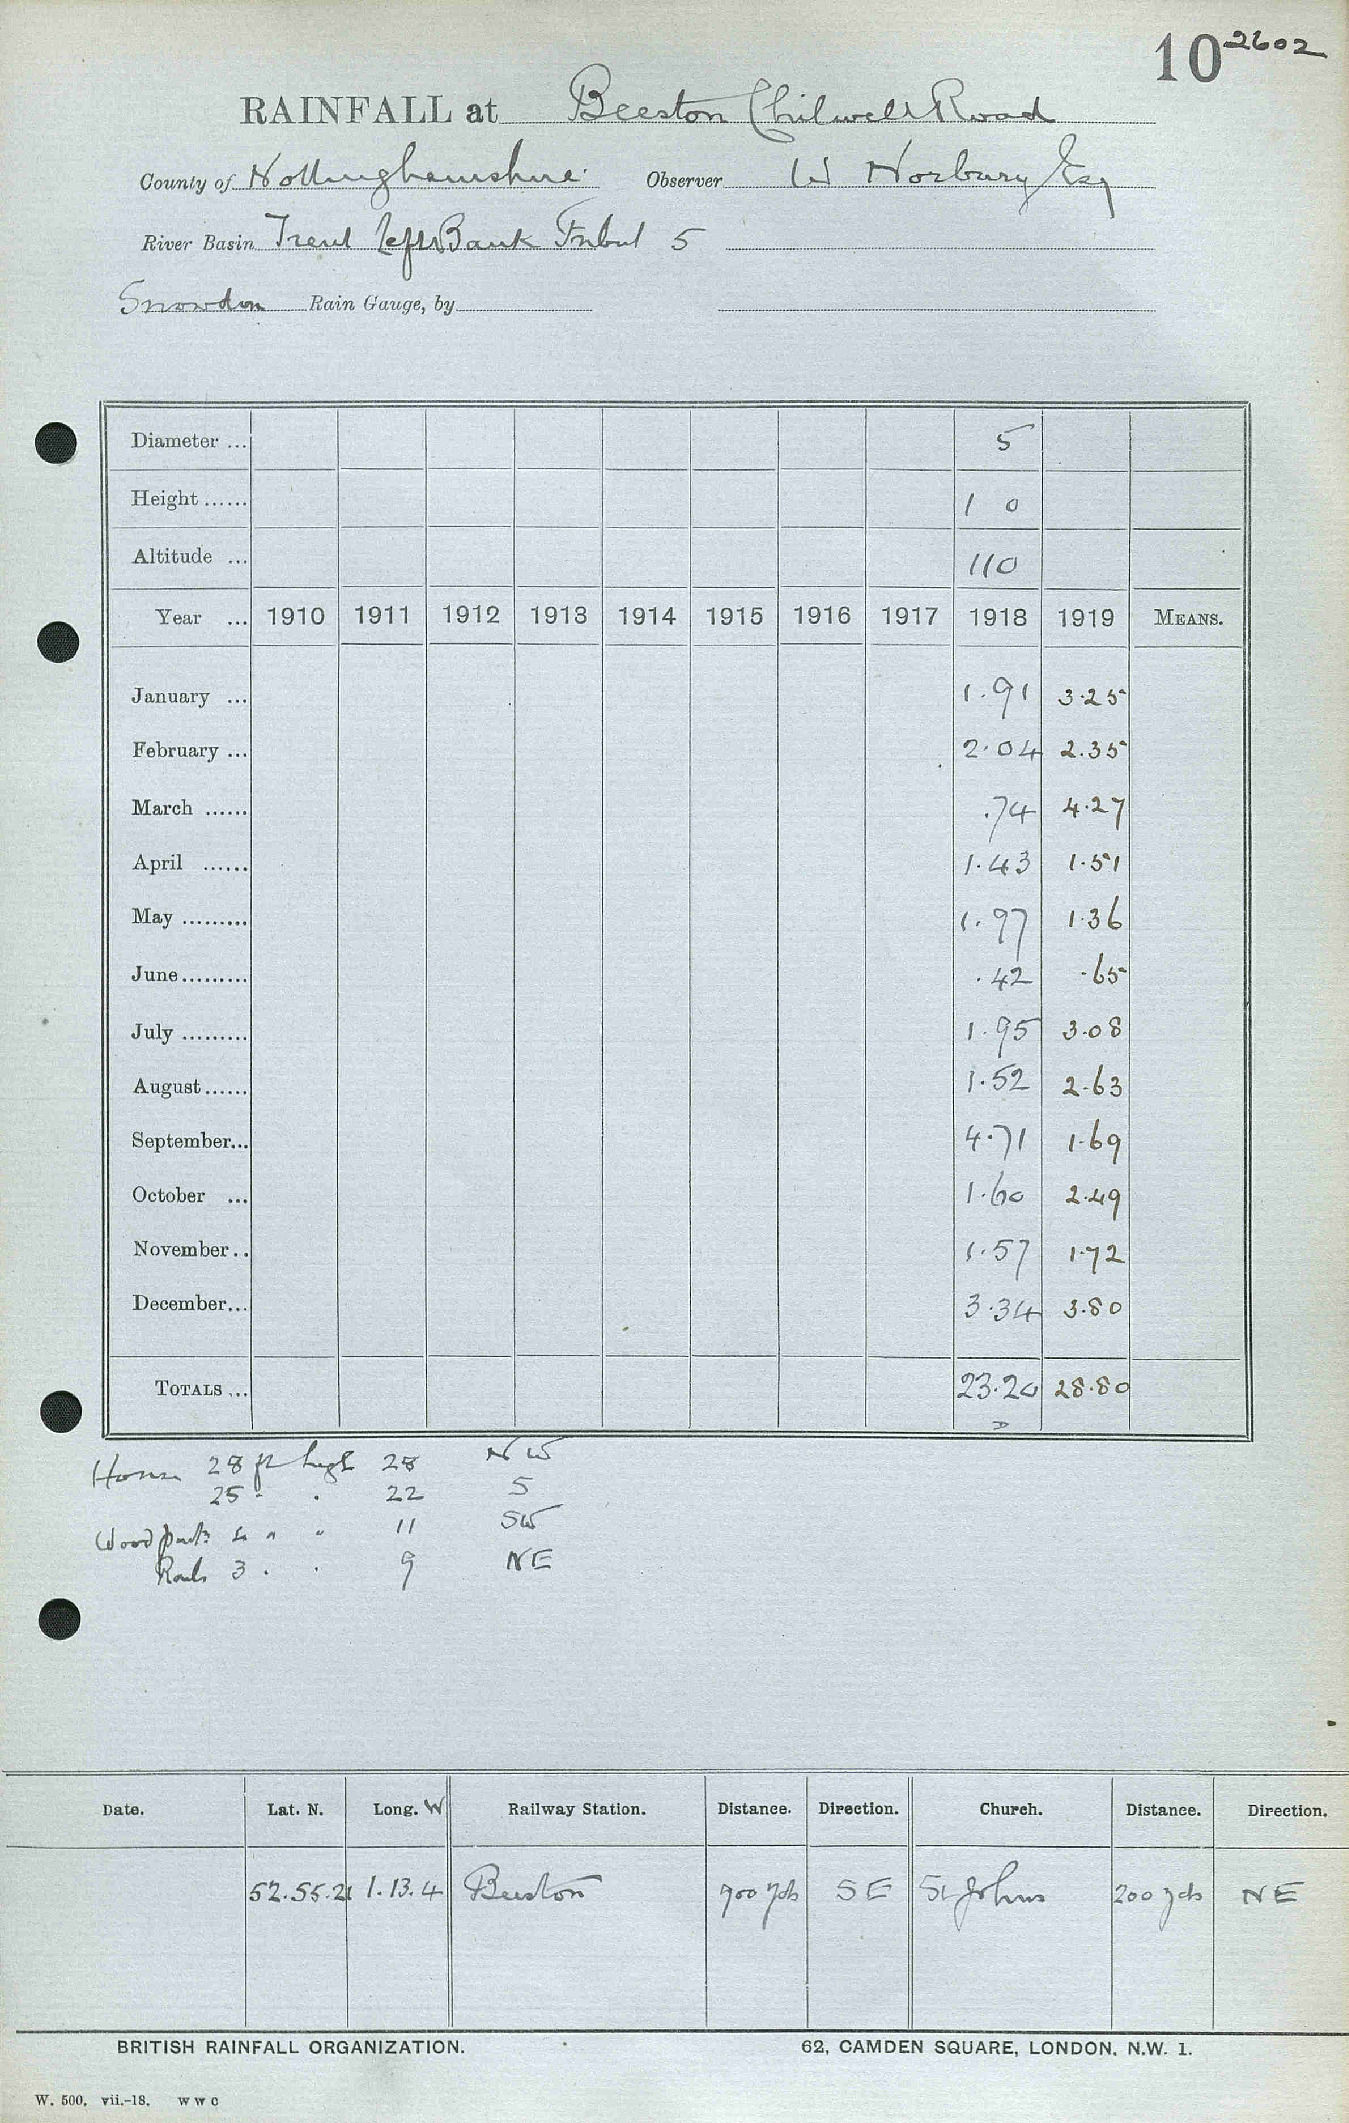 10 2602
RAINFALL at Beeston Chilwell Road
County of Nottinghamshire. Observer W Norbury Esq
River Basin Trent Left Bank Tribut 5
Snowdon Rain Gauge, by
Diameter ... 5
Height ...... 1 0
Altitude ... 110
Year ... 1910 1911 1912 1913 1914 1915 1916 1917 1918 1919 MEANS.
January ... 1.91 3.25
February ... 2.04 2.35
March ...... .74 4.27
April ...... 1.43 1.51
May ......... 1.97 1.36
June ......... .42 .65
July ......... 1.95 3.08
August ...... 1.52 2.63
September... 4.71 1.69
October ... 1.60 2.49
November .. 1.57 1.72
December... 3.34 3.80
TOTALS ... 23.20 28.80
House 28 ft high 28 NW
25 " . 22 S
Wood 4 " " 11 SW
3 . . 9 NE
Date. Lat. N. Long. W Railway Station. Distance. Direction. Church. Distance. Direction.
52.55.21 1.13.4 Beeston 900 yds SE St Johns 200 yds NE
BRITISH RAINFALL ORGANIZATION. 62, CAMDEN SQUARE, LONDON. N.W. 1.
W. 500. vii.-18. W W C